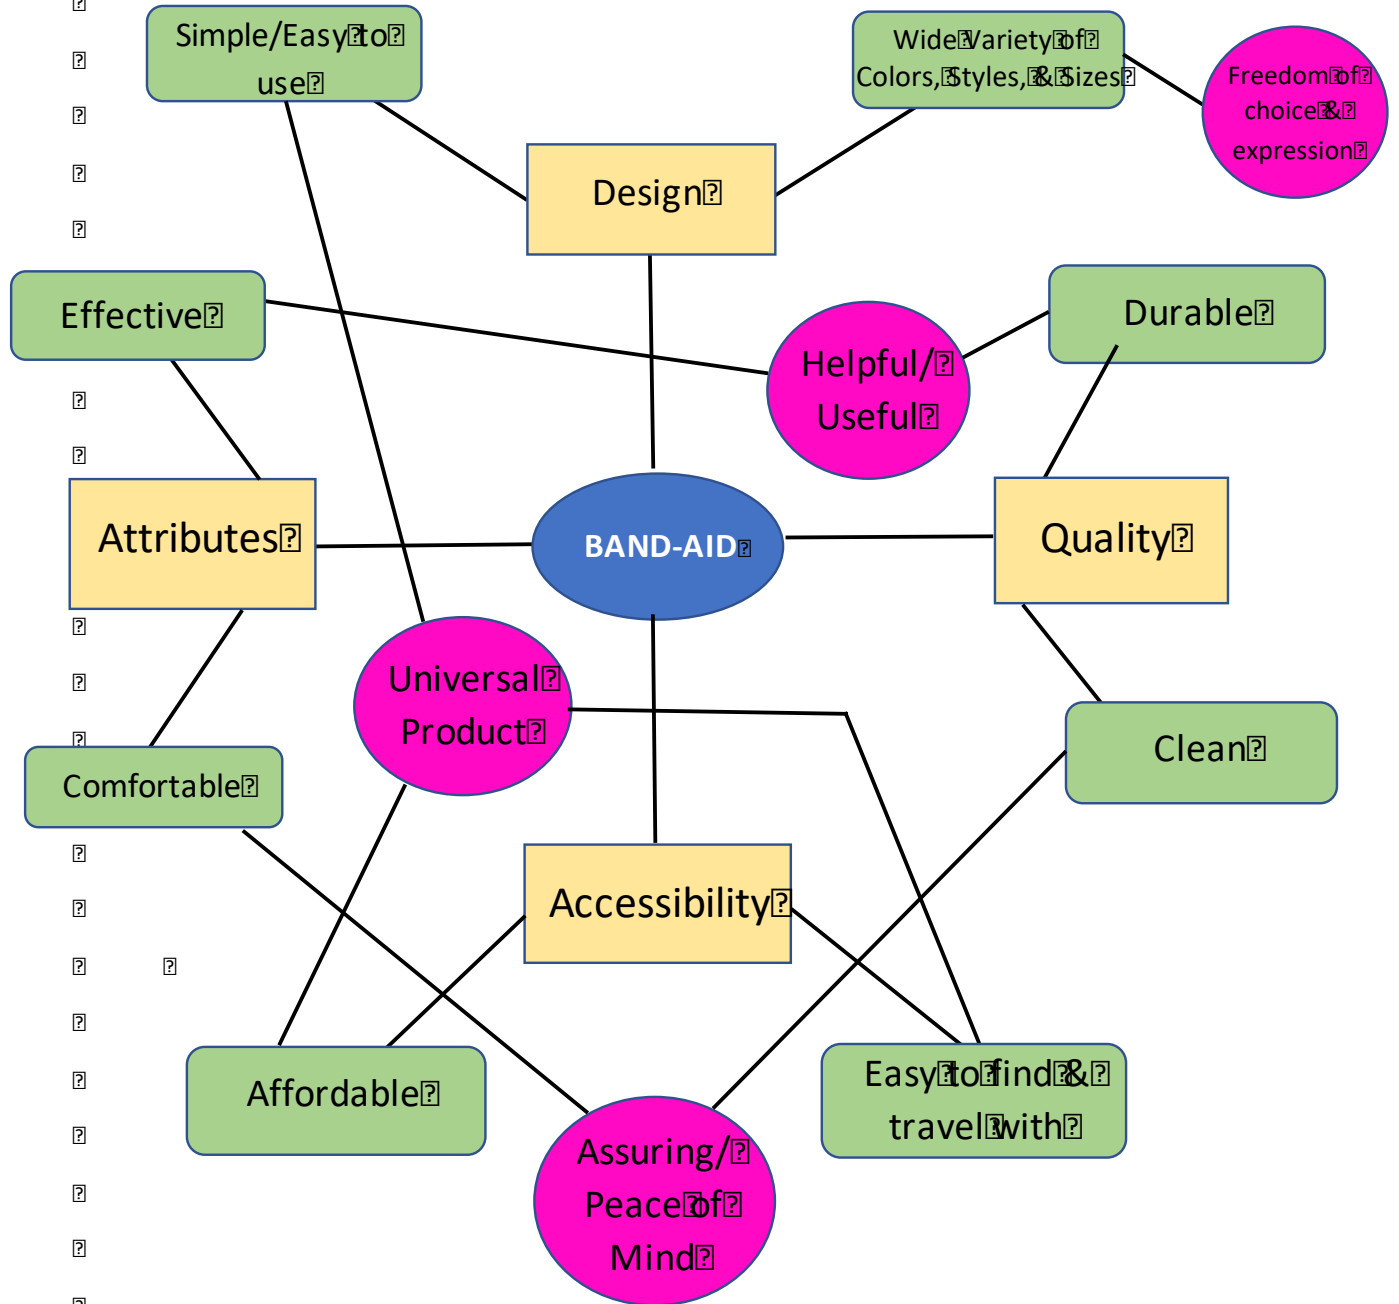 Simple/Easy to
use
Wide Variety of
Colors, Styles, & Sizes
Freedom of
choice &
expression
Design
Effective
Helpful/
Useful
Durable
Attributes
BAND-AID
Quality
Universal
Product
Clean
Comfortable
Accessibility
Affordable
Easy to find &
travel with
Assuring/
Peace of
Mind